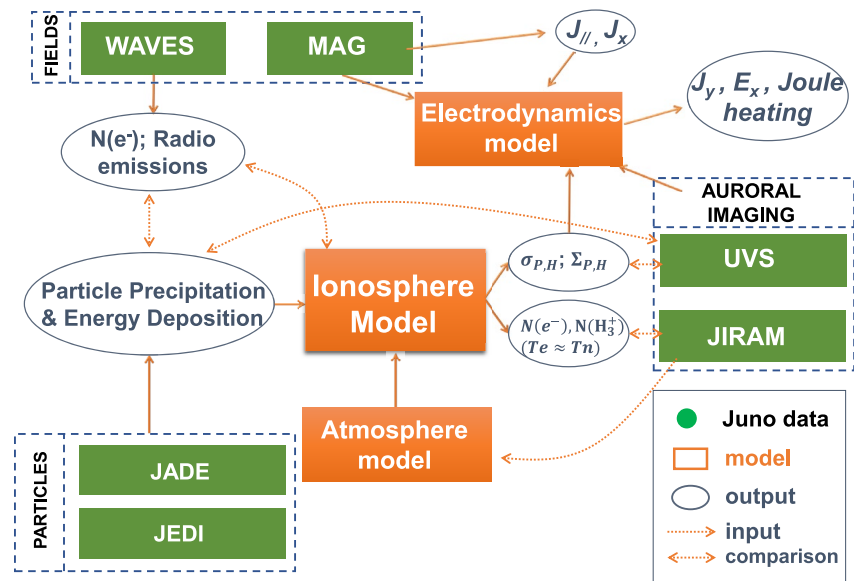 FIELDS
WAVES
MAG
J//, Jx
Electrodynamics
model
Jy, Ex, Joule
heating
N(e-); Radio
emissions
AURORAL
IMAGING
UVS
JIRAM
Particle Precipitation
& Energy Deposition
Ionosphere
Model
σP,H; ΣP,H
N(e−), N(H3+)
(Te ≈ Tn)
Atmosphere
model
PARTICLES
JADE
JEDI
Juno data
model
output
input
comparison